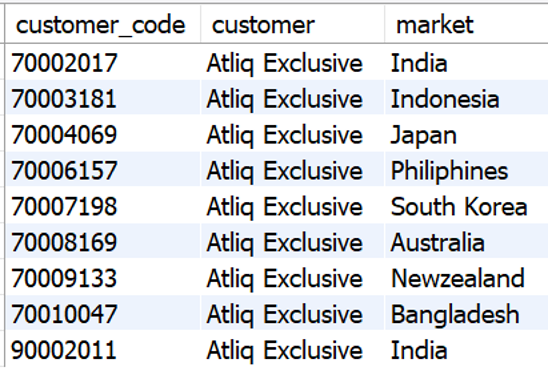 customer_code customer market
70002017 Atliq Exclusive India
70003181 Atliq Exclusive Indonesia
70004069 Atliq Exclusive Japan
70006157 Atliq Exclusive Philiphines
70007198 Atliq Exclusive South Korea
70008169 Atliq Exclusive Australia
70009133 Atliq Exclusive Newzealand
70010047 Atliq Exclusive Bangladesh
90002011 Atliq Exclusive India